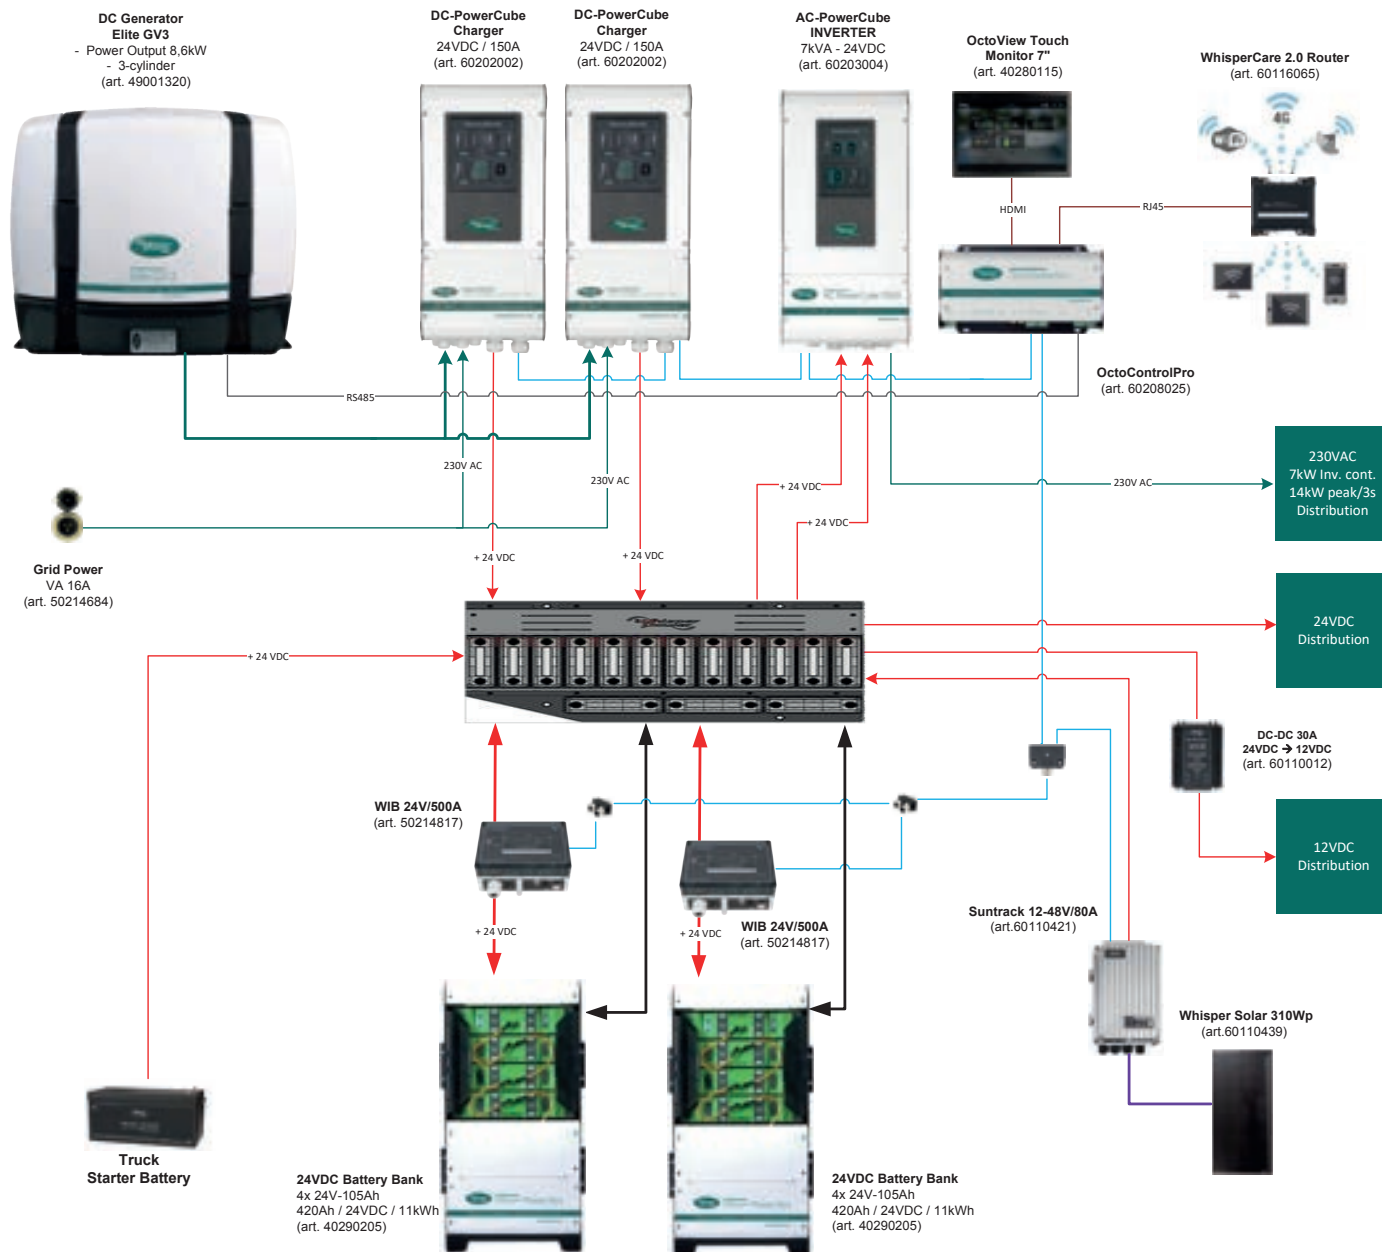 DC Generator
Elite GV3
- Power Output 8,6kW
- 3-cylinder
(art. 49001320)
DC-PowerCube
Charger
24VDC / 150A
(art. 60202002)
DC-PowerCube
Charger
24VDC / 150A
(art. 60202002)
AC-PowerCube
INVERTER
7kVA - 24VDC
(art. 60203004)
OctoView Touch
Monitor 7"
(art. 40280115)
WhisperCare 2.0 Router
(art. 60116065)
4G
HDMI
RJ45
OctoControlPro
(art. 60208025)
RS485
230V AC
230V AC
+ 24 VDC
+ 24 VDC
230V AC
230VAC
7kW Inv. cont.
14kW peak/3s
Distribution
Grid Power
VA 16A
(art. 50214684)
+ 24 VDC
+ 24 VDC
24VDC
Distribution
+ 24 VDC
DC-DC 30A
24VDC → 12VDC
(art. 60110012)
WIB 24V/500A
(art. 50214817)
12VDC
Distribution
Suntrack 12-48V/80A
(art.60110421)
+ 24 VDC
+ 24 VDC
WIB 24V/500A
(art. 50214817)
Whisper Solar 310Wp
(art.60110439)
Truck
Starter Battery
24VDC Battery Bank
4x 24V-105Ah
420Ah / 24VDC / 11kWh
(art. 40290205)
24VDC Battery Bank
4x 24V-105Ah
420Ah / 24VDC / 11kWh
(art. 40290205)